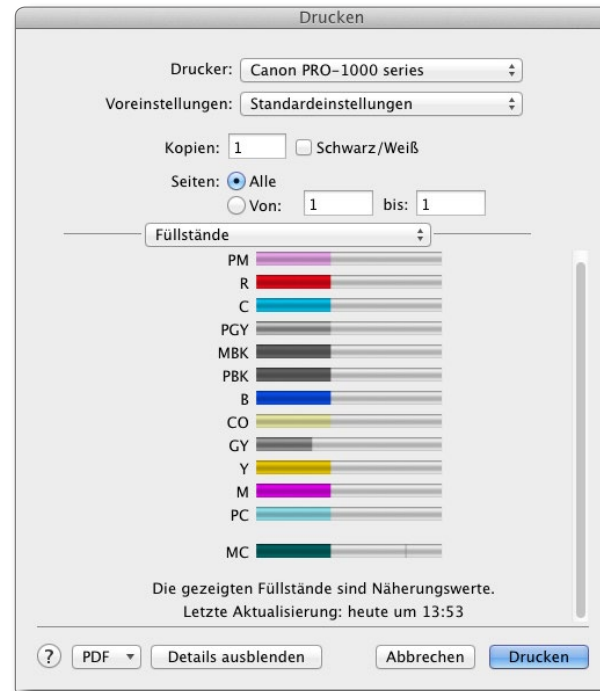 Drucken
Drucker: Canon PRO-1000 series
Voreinstellungen: Standardeinstellungen
Kopien: 1 Schwarz/Weiß
Seiten: Alle
Von: 1 bis: 1
Füllstände
PM
R
C
PGY
MBK
PBK
B
CO
GY
Y
M
PC
MC
Die gezeigten Füllstände sind Näherungswerte.
Letzte Aktualisierung: heute um 13:53
? PDF Details ausblenden Abbrechen Drucken